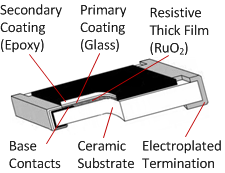 Secondary
Coating
(Epoxy)
Primary
Coating
(Glass)
Resistive
Thick Film
(RuO₂)
Base
Contacts
Ceramic
Substrate
Electroplated
Termination